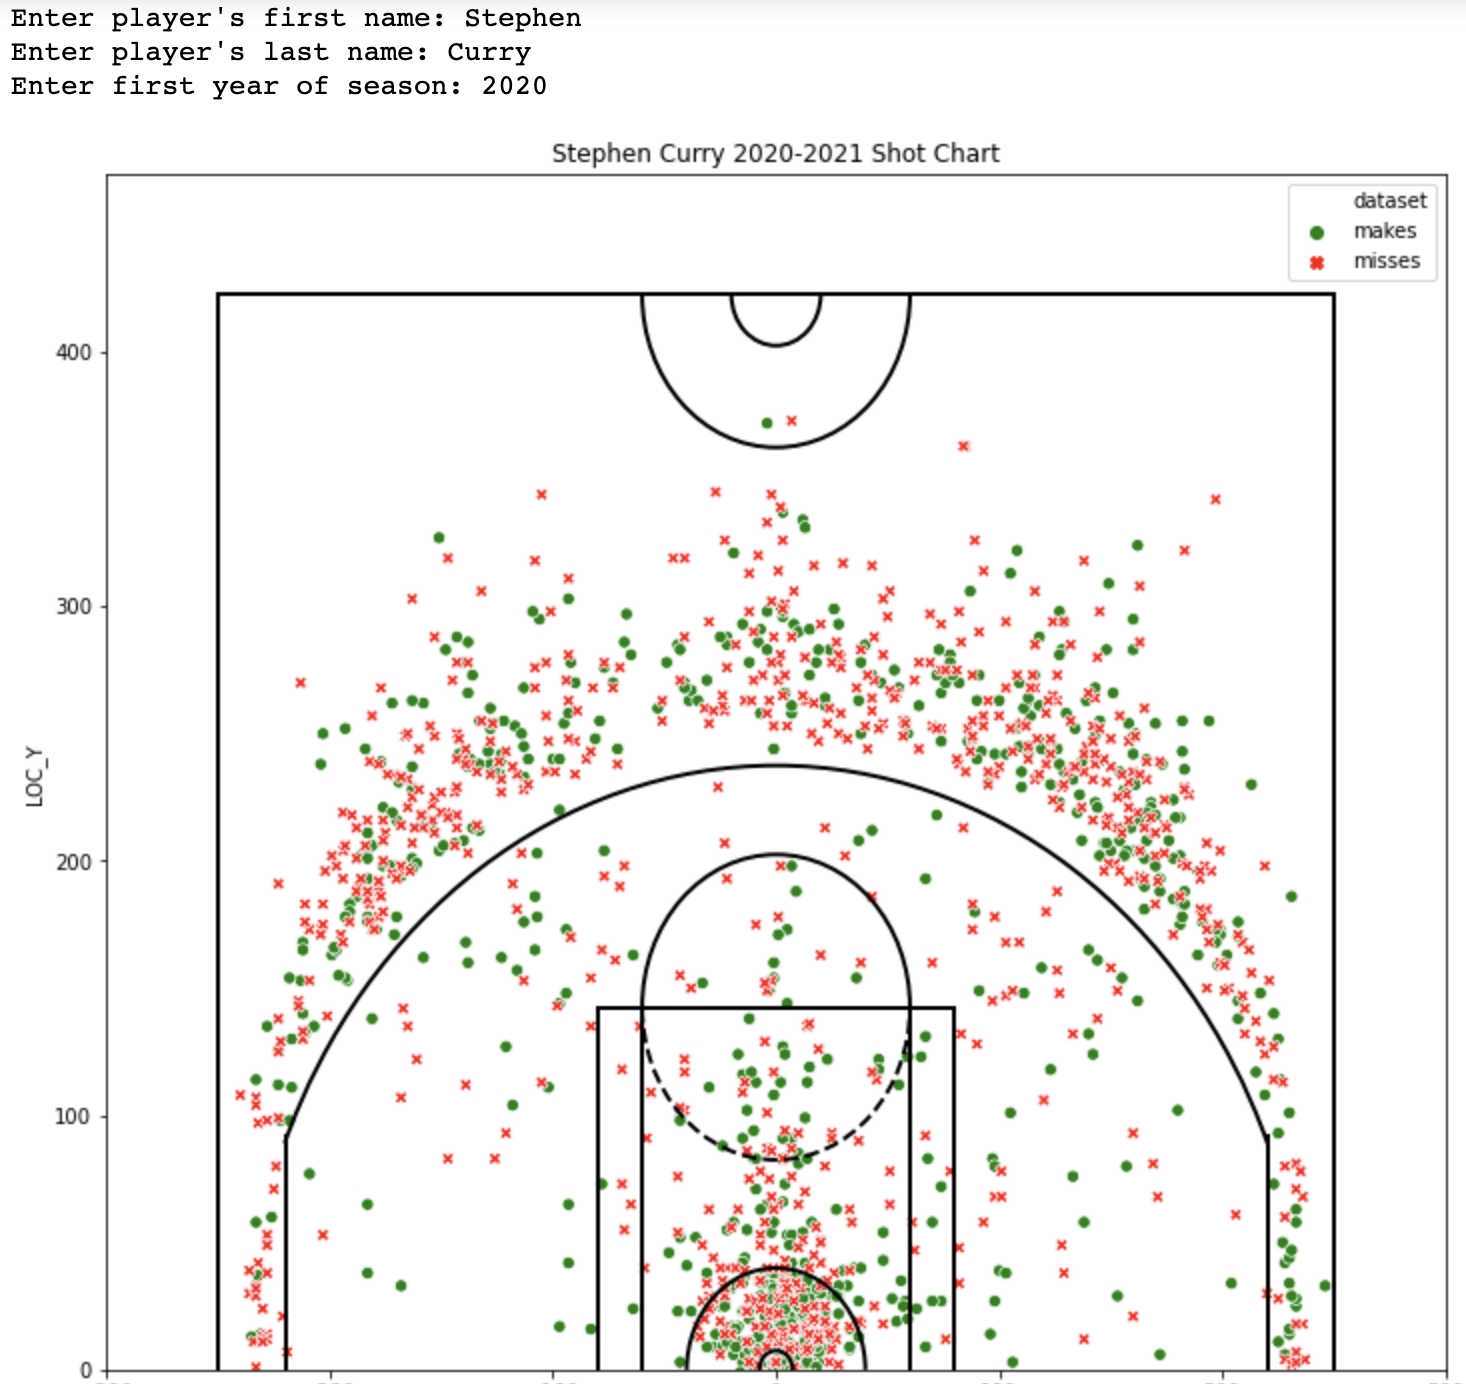 Enter player's first name: Stephen
Enter player's last name: Curry
Enter first year of season: 2020
Stephen Curry 2020-2021 Shot Chart
dataset
makes
misses
400
300
LOC_Y
200
100
0